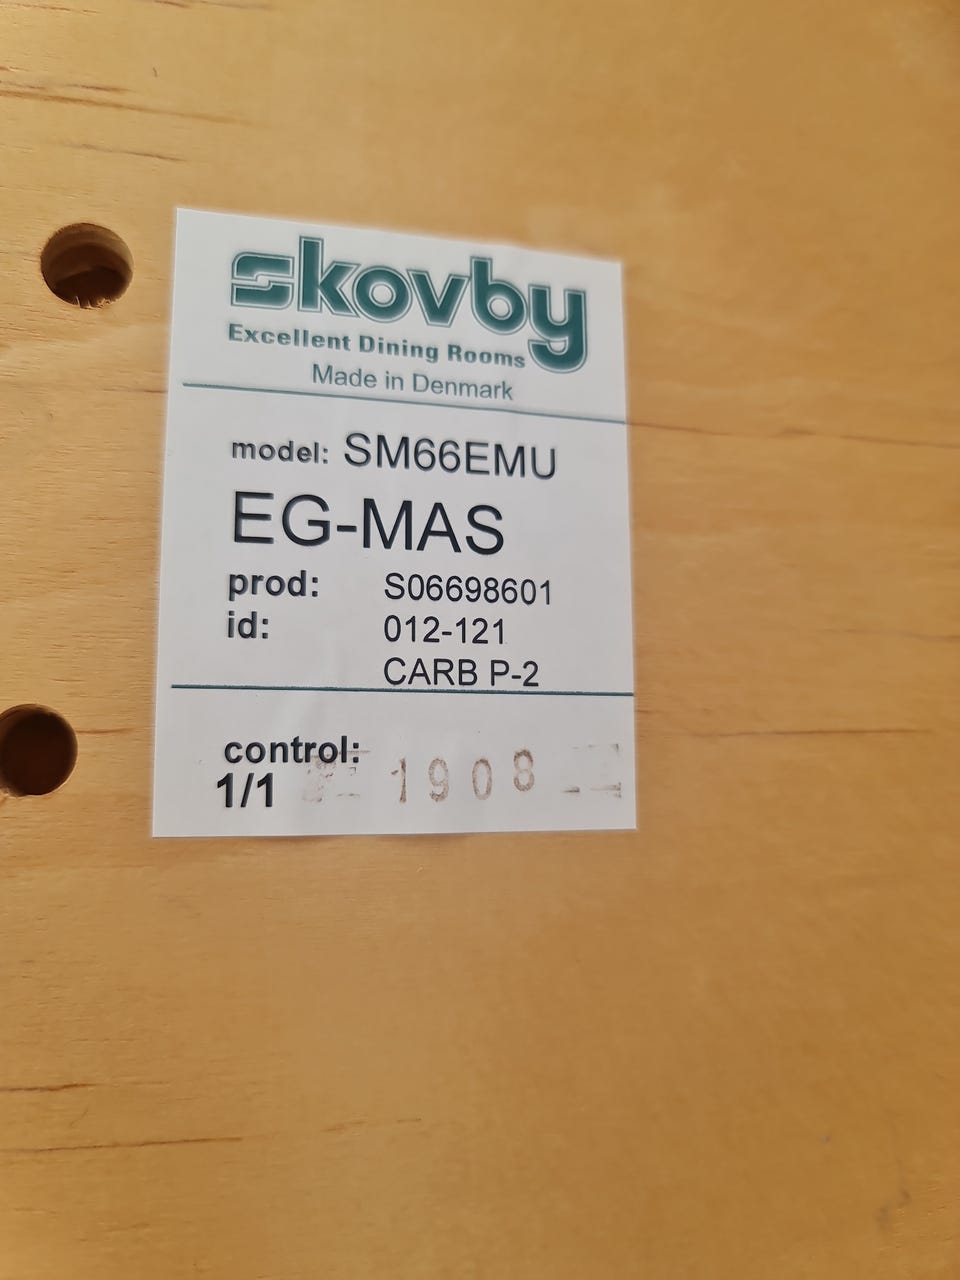 skovby
Excellent Dining Rooms
Made in Denmark
model: SM66EMU
EG-MAS
prod: S06698601
id: 012-121
CARB P-2
control:
1/1 1908